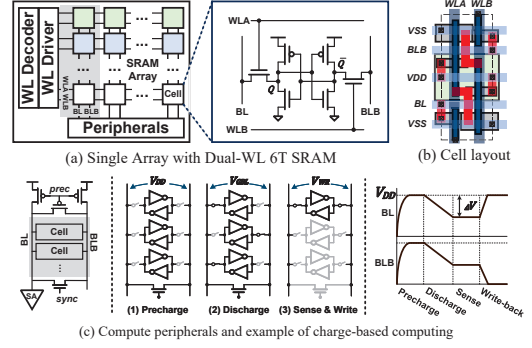 WL Decoder
WL Driver
WLA
WLB
SRAM
Array
Cell
BL
BLB
Peripherals
WLA
Q
Q̄
BL
BLB
WLB
(a) Single Array with Dual-WL 6T SRAM
WLA WLB
VSS
BLB
VDD
BL
VSS
(b) Cell layout
prec
BL
Cell
Cell
BLB
SA
sync
VDD
(1) Precharge
(2) Discharge
VWR
(3) Sense & Write
VDD
BL
ΔV
BLB
Precharge
Discharge
Sense
Write-back
(c) Compute peripherals and example of charge-based computing